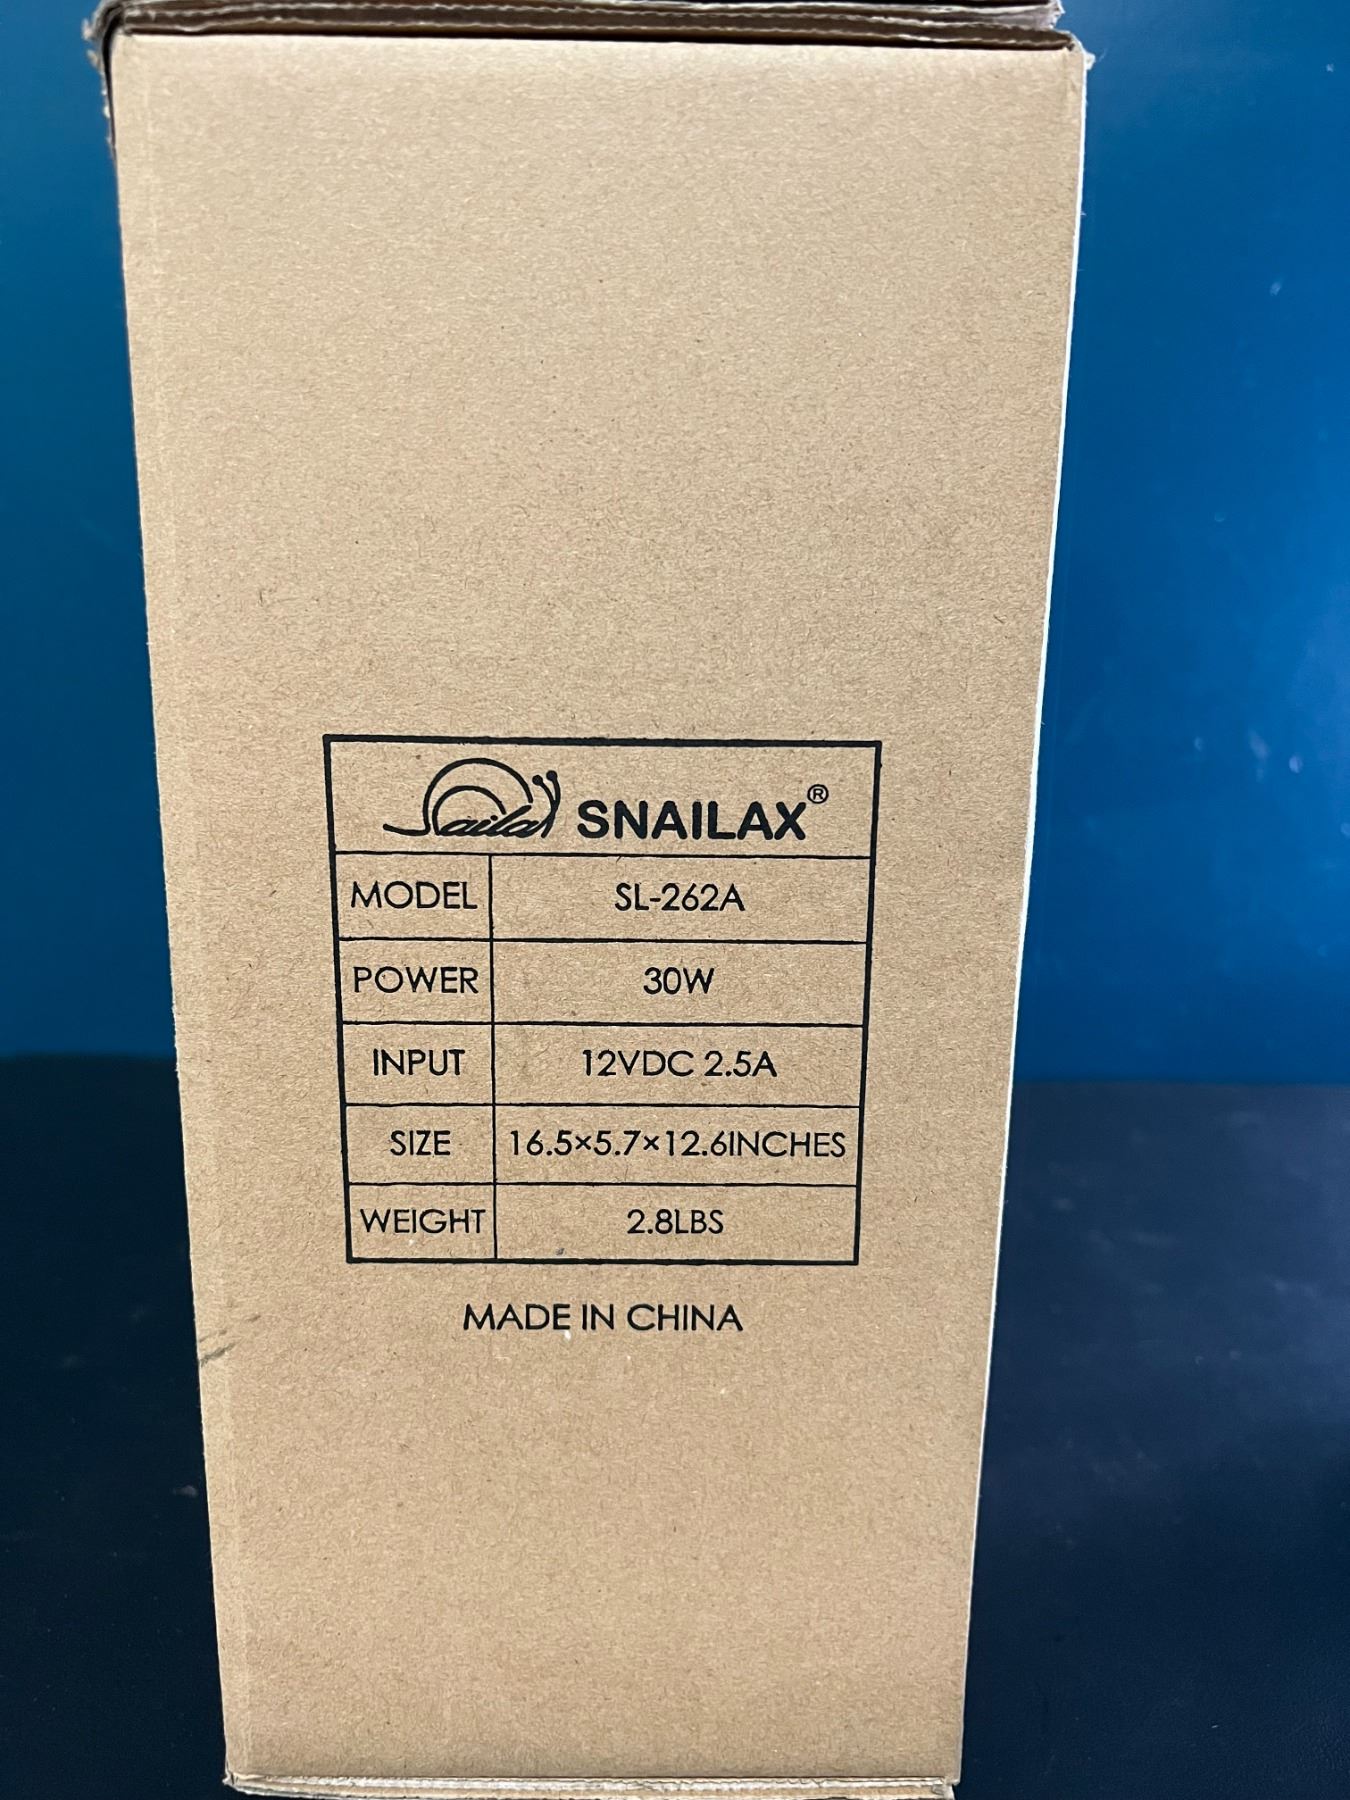 Snailax SNAILAX®
MODEL SL-262A
POWER 30W
INPUT 12VDC 2.5A
SIZE 16.5×5.7×12.6INCHES
WEIGHT 2.8LBS
MADE IN CHINA